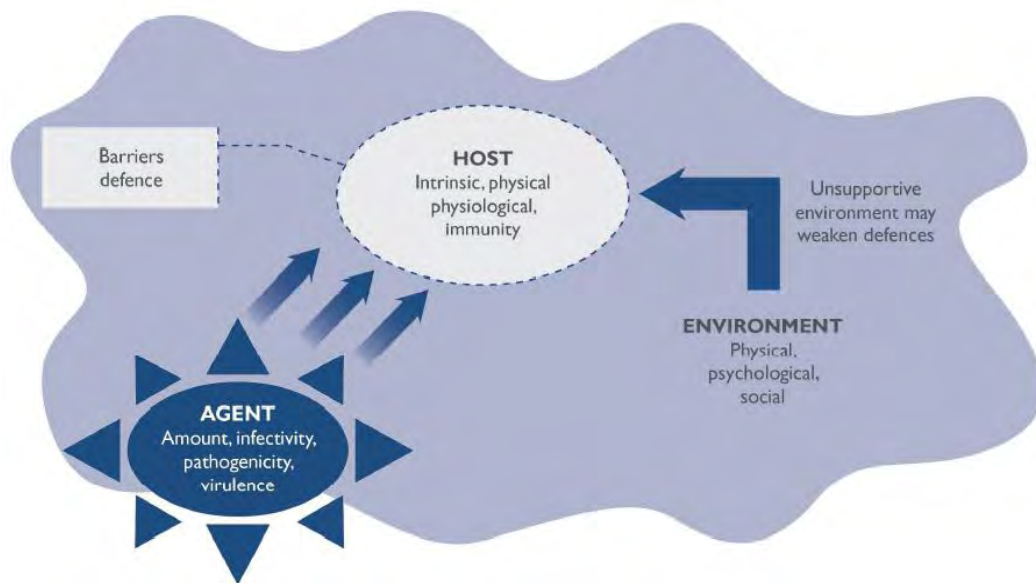 Barriers
defence
HOST
Intrinsic, physical
physiological,
immunity
Unsupportive
environment may
weaken defences
ENVIRONMENT
Physical,
psychological,
social
AGENT
Amount, infectivity,
pathogenicity,
virulence